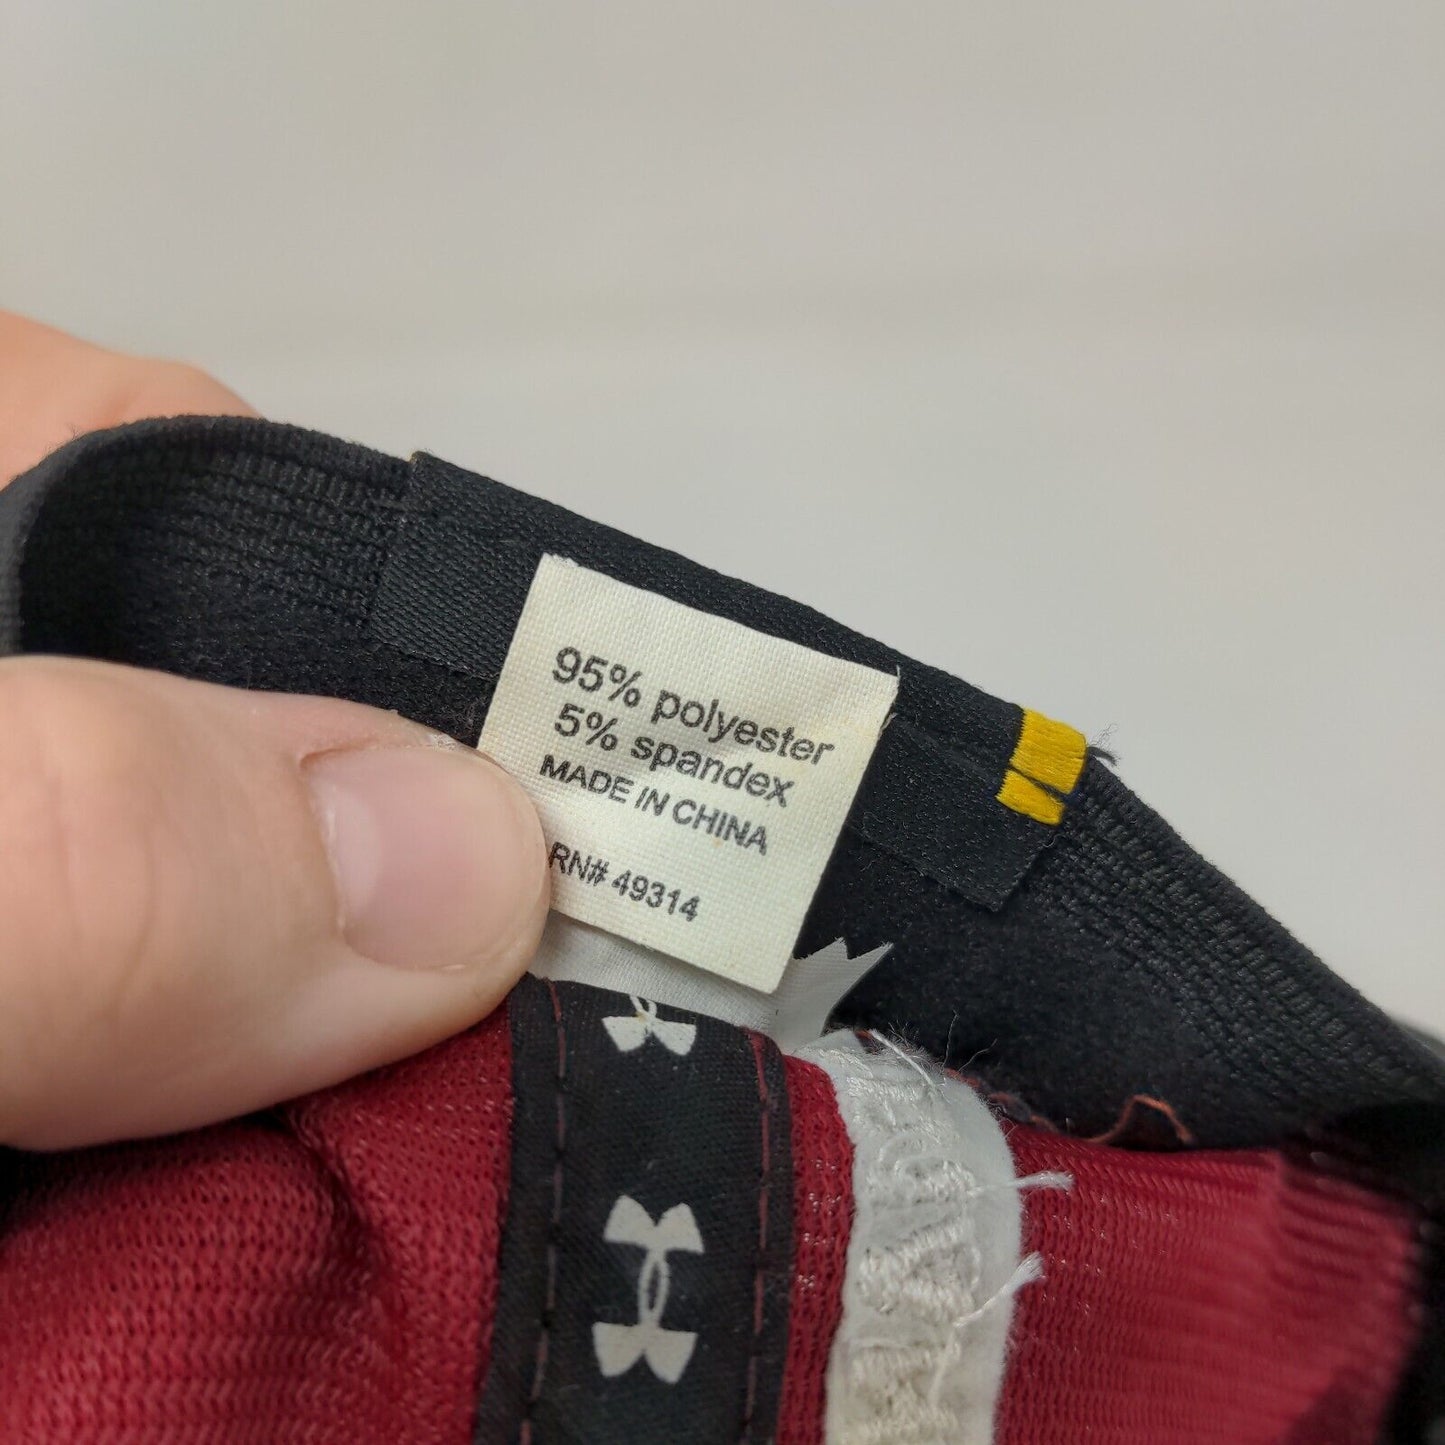 95% polyester
5% spandex
MADE IN CHINA
RN# 49314